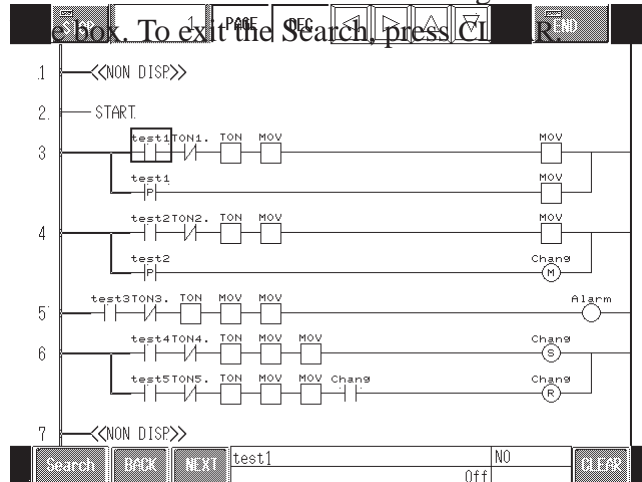 1 PAGE DEC END
e box. To exit the Search, press CL R.
1 <<NON DISP>>
2 START
test1 TON1. TON MOV MOV
3
test1 MOV
P
test2 TON2. TON MOV MOV
4
test2 Chang
P M
test3 TON3. TON MOV MOV Alarm
5
test4 TON4. TON MOV MOV MOV Chang
6 S
test5 TON5. TON MOV MOV MOV Chang Chang
R
7 <<NON DISP>>
Search BACK NEXT test1 NO CLEAR
Off